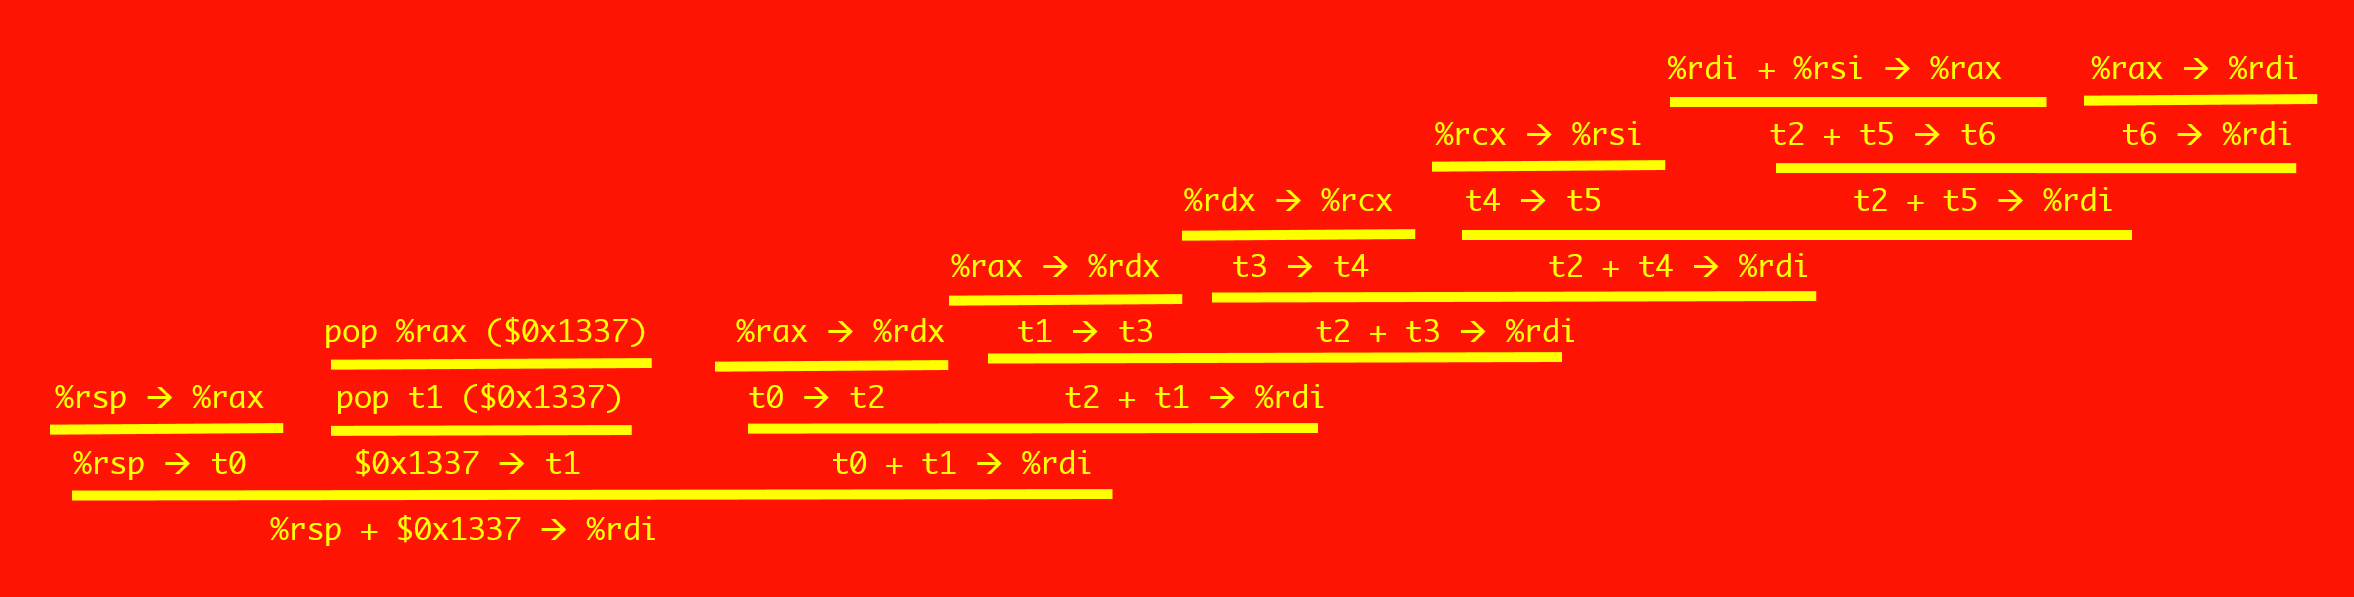 %rdi + %rsi → %rax %rax → %rdi
%rcx → %rsi t2 + t5 → t6 t6 → %rdi
%rdx → %rcx t4 → t5 t2 + t5 → %rdi
%rax → %rdx t3 → t4 t2 + t4 → %rdi
pop %rax ($0x1337) %rax → %rdx t1 → t3 t2 + t3 → %rdi
%rsp → %rax pop t1 ($0x1337) t0 → t2 t2 + t1 → %rdi
%rsp → t0 $0x1337 → t1 t0 + t1 → %rdi
%rsp + $0x1337 → %rdi